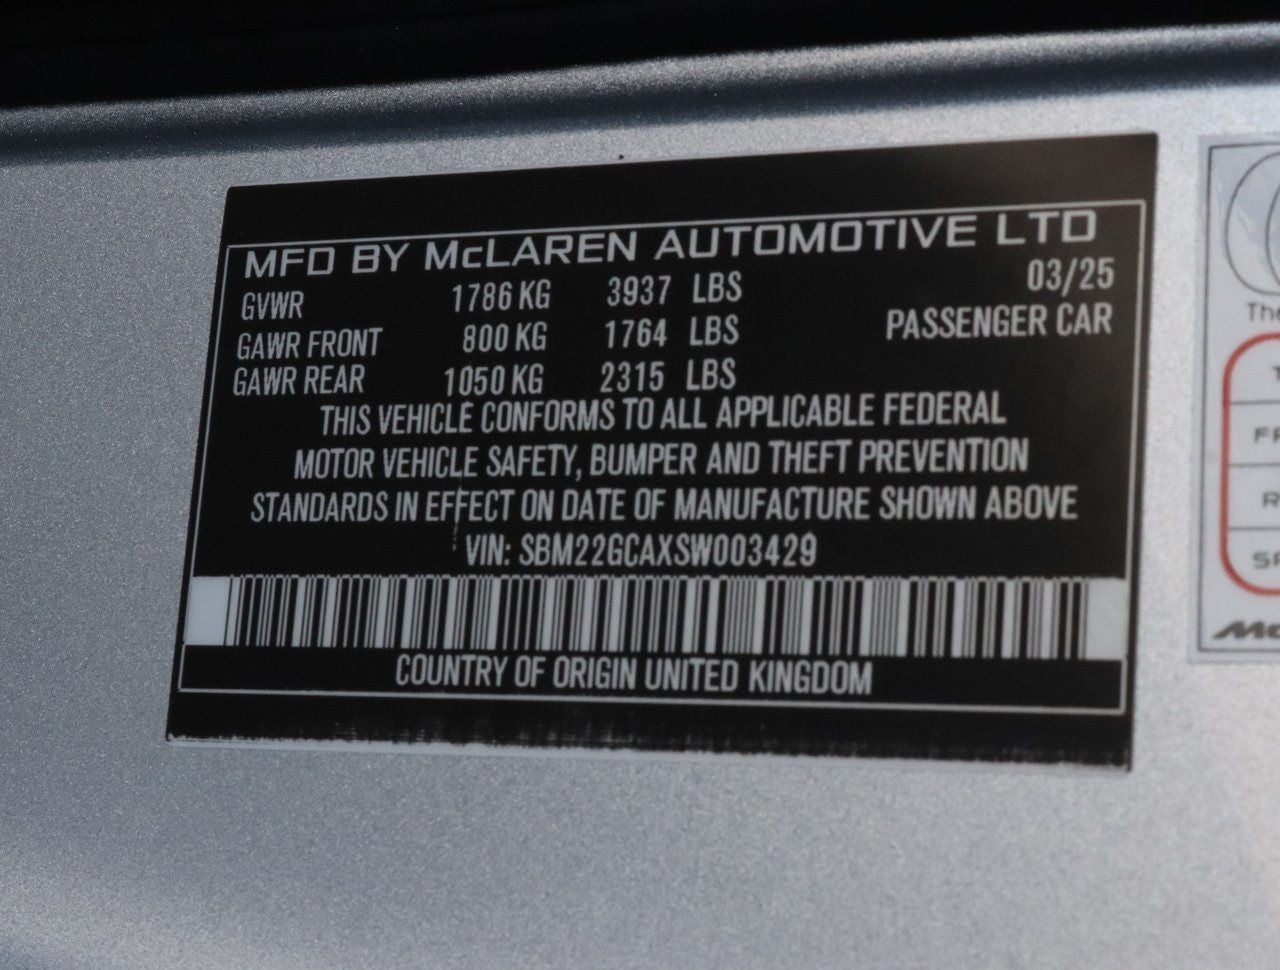 MFD BY McLAREN AUTOMOTIVE LTD
03/25
GVWR 1786 KG 3937 LBS
GAWR FRONT 800 KG 1764 LBS PASSENGER CAR
GAWR REAR 1050 KG 2315 LBS
THIS VEHICLE CONFORMS TO ALL APPLICABLE FEDERAL
MOTOR VEHICLE SAFETY, BUMPER AND THEFT PREVENTION
STANDARDS IN EFFECT ON DATE OF MANUFACTURE SHOWN ABOVE
VIN: SBM22GCAXSW003429
COUNTRY OF ORIGIN UNITED KINGDOM